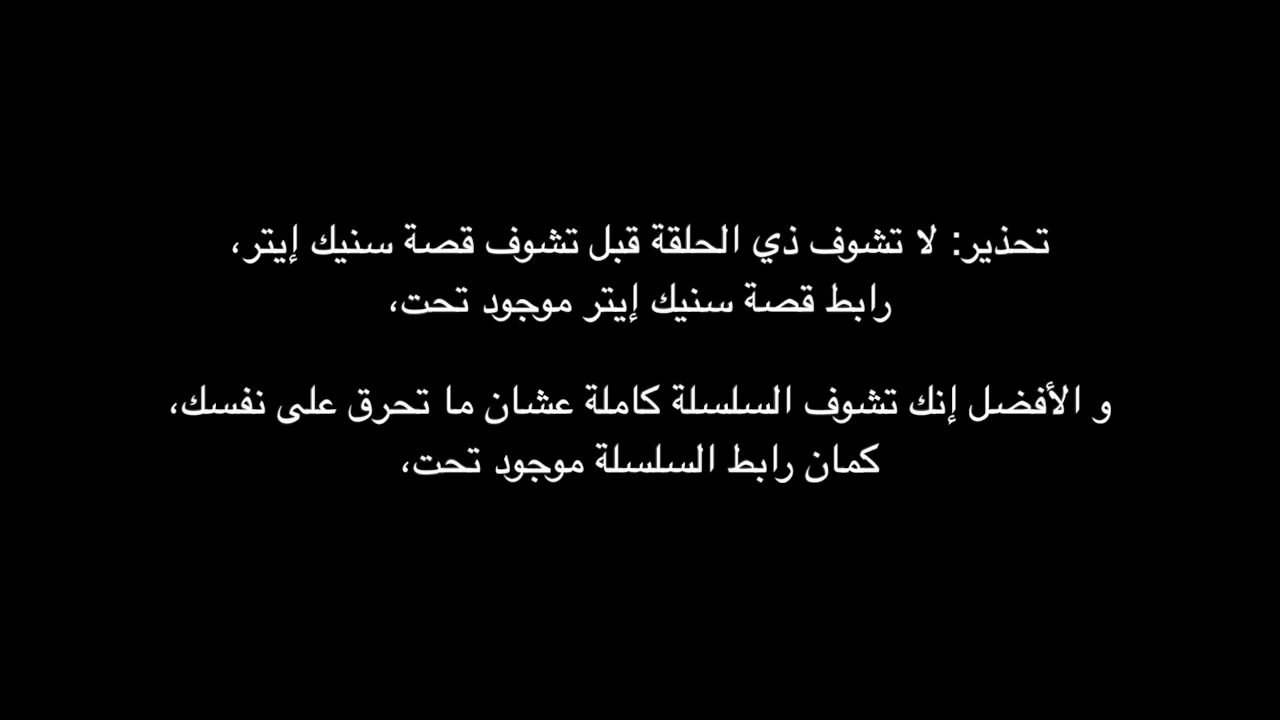 تحذير: لا تشوف ذي الحلقة قبل تشوف قصة سنيك إيتر،
رابط قصة سنيك إيتر موجود تحت،
و الأفضل إنك تشوف السلسلة كاملة عشان ما تحرق على نفسك،
كمان رابط السلسلة موجود تحت،